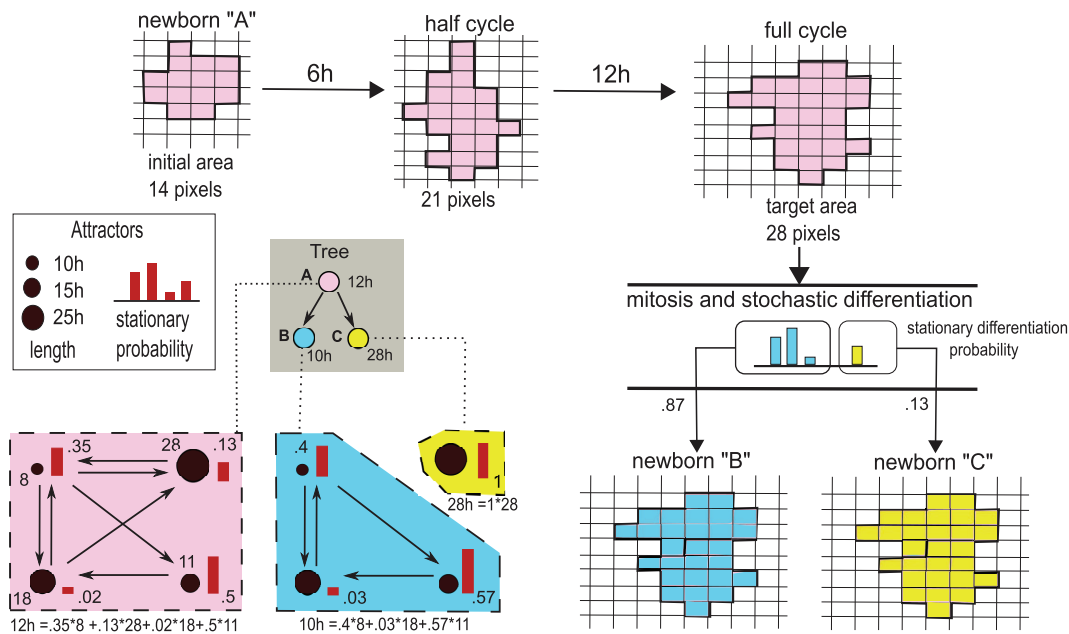 newborn "A"
half cycle
full cycle
6h
12h
initial area
14 pixels
21 pixels
target area
28 pixels
Attractors
10h
15h
25h
length
stationary
probability
Tree
A
12h
B
10h
C
28h
mitosis and stochastic differentiation
stationary differentiation
probability
.87
.13
newborn "B"
newborn "C"
.35
28
.13
8
11
18
.02
.5
12h =.35*8 +.13*28+.02*18+.5*11
.4
.03
.57
10h =.4*8+.03*18+.57*11
1
28h =1*28